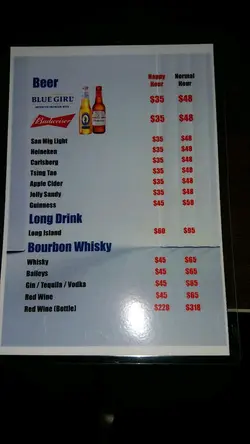 Beer Happy Hour Normal Hour
BLUE GIRL $35 $48
Budweiser $35 $48
San Mig Light $35 $48
Heineken $35 $48
Carlsberg $35 $48
Tsing Tao $35 $48
Apple Cider $35 $48
Jelly Sandy $35 $48
Guinness $45 $58
Long Drink
Long Island $80 $95
Bourbon Whisky
Whisky $45 $65
Baileys $45 $65
Gin / Tequila / Vodka $45 $65
Red Wine $45 $65
Red Wine (Bottle) $228 $318